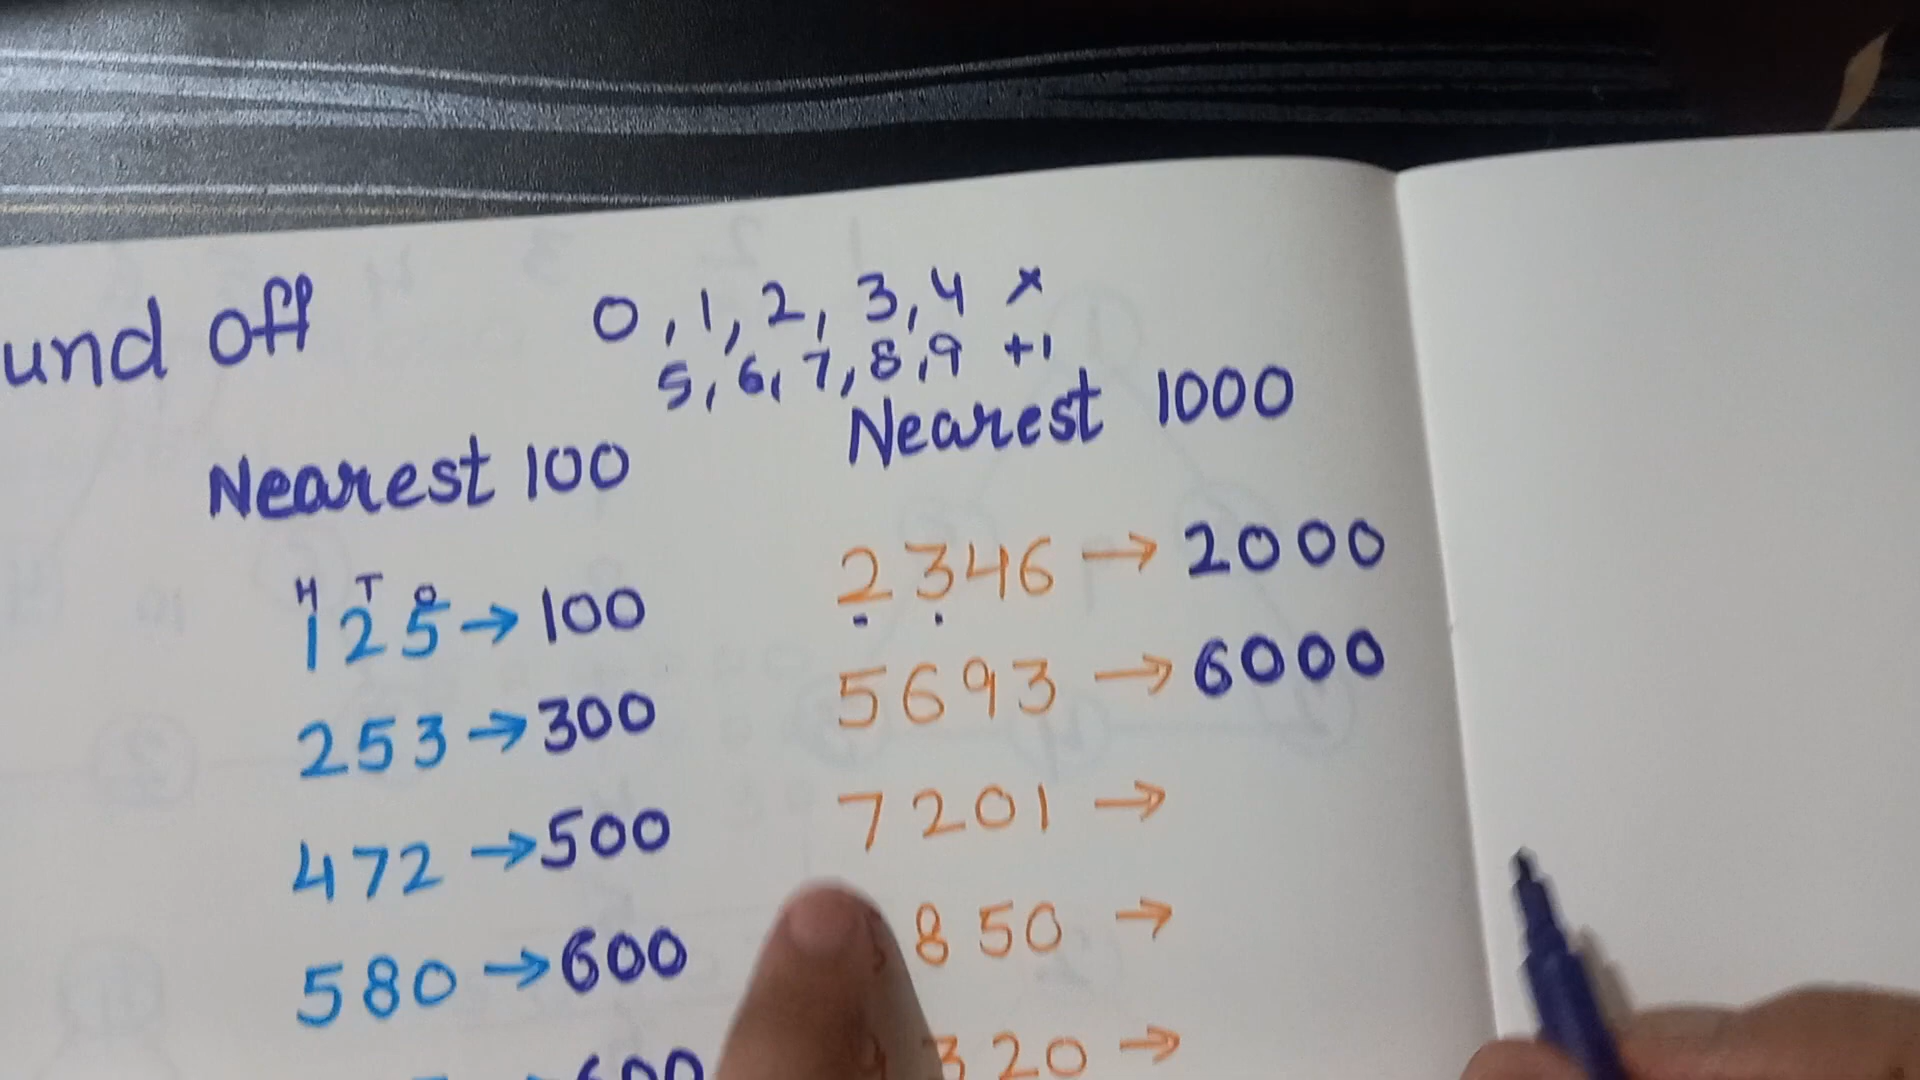 und off
0, 1, 2, 3, 4 ×
5, 6, 7, 8, 9 +1
Nearest 100
Nearest 1000
H T O
125 → 100
253 → 300
472 → 500
580 → 600
600
2346 → 2000
5693 → 6000
7201 →
850 →
320 →